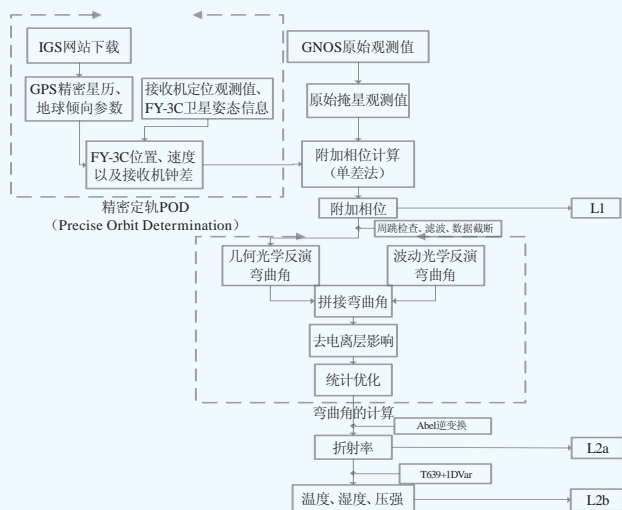 IGS网站下载
GNOS原始观测值
GPS精密星历、
地球倾向参数
接收机定位观测值、
FY-3C卫星姿态信息
原始掩星观测值
FY-3C位置、速度
以及接收机钟差
附加相位计算
（单差法）
精密定轨POD
（Precise Orbit Determination）
附加相位
L1
周跳检查、滤波、数据截断
几何光学反演
弯曲角
波动光学反演
弯曲角
拼接弯曲角
去电离层影响
统计优化
弯曲角的计算
Abel逆变换
折射率
L2a
T639+1DVar
温度、湿度、压强
L2b